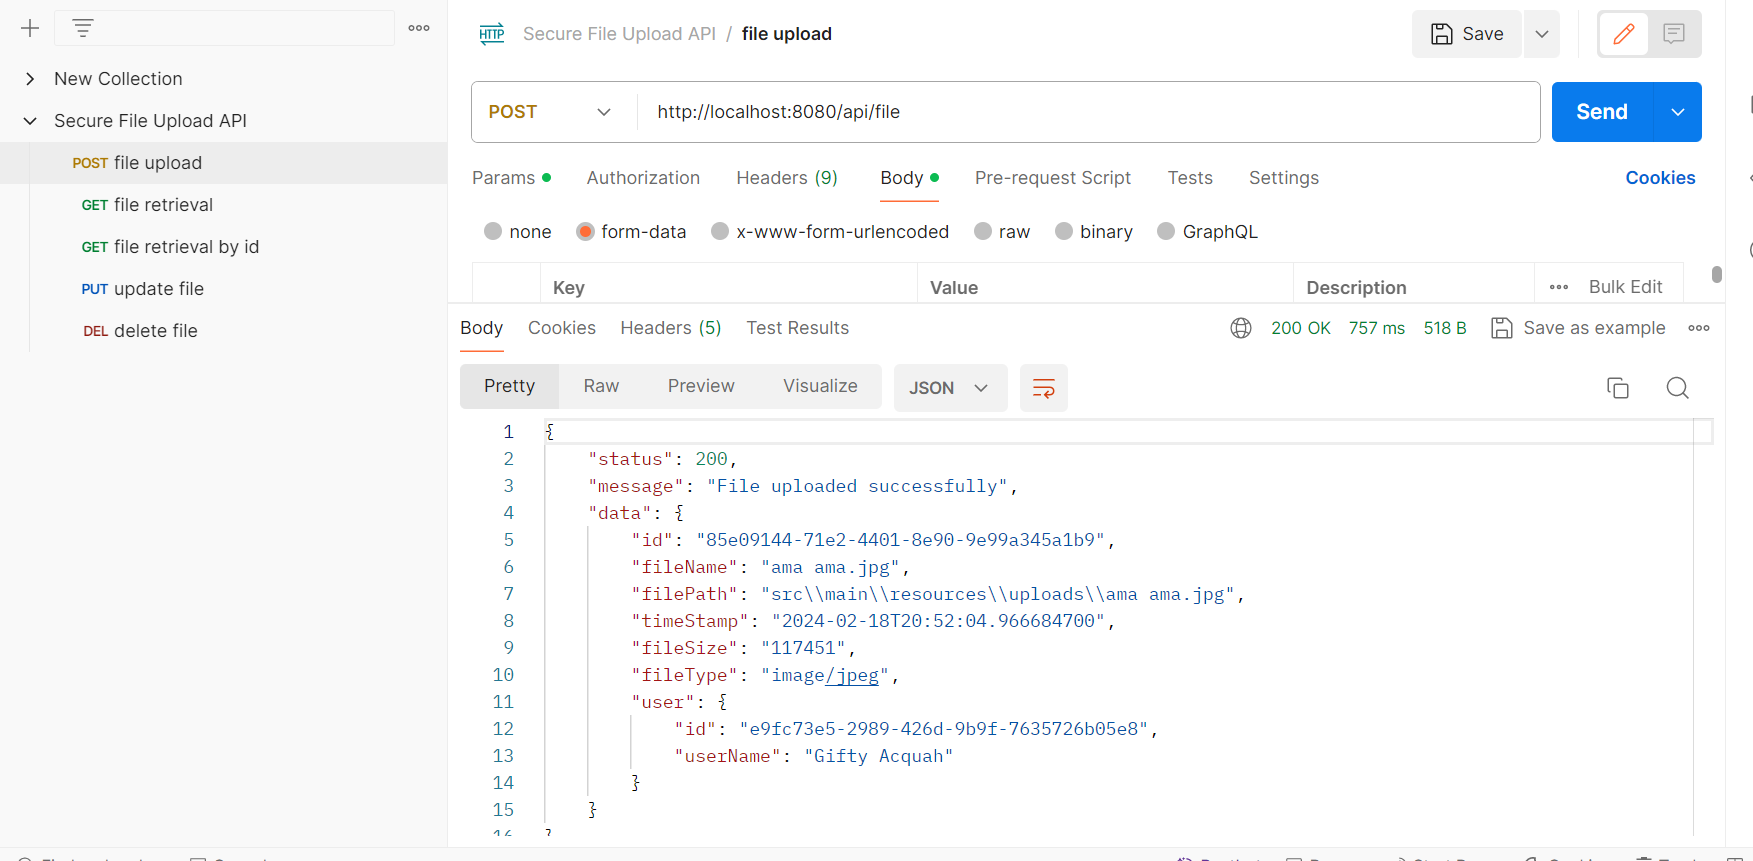 New Collection
Secure File Upload API
POST file upload
GET file retrieval
GET file retrieval by id
PUT update file
DEL delete file
HTTP Secure File Upload API / file upload
Save
POST http://localhost:8080/api/file
Send
Params Authorization Headers (9) Body Pre-request Script Tests Settings Cookies
none form-data x-www-form-urlencoded raw binary GraphQL
Key Value Description Bulk Edit
Body Cookies Headers (5) Test Results 200 OK 757 ms 518 B Save as example
Pretty Raw Preview Visualize JSON
1 {
2 "status": 200,
3 "message": "File uploaded successfully",
4 "data": {
5 "id": "85e09144-71e2-4401-8e90-9e99a345a1b9",
6 "fileName": "ama ama.jpg",
7 "filePath": "src\\main\\resources\\uploads\\ama ama.jpg",
8 "timeStamp": "2024-02-18T20:52:04.966684700",
9 "fileSize": "117451",
10 "fileType": "image/jpeg",
11 "user": {
12 "id": "e9fc73e5-2989-426d-9b9f-7635726b05e8",
13 "userName": "Gifty Acquah"
14 }
15 }
16 }